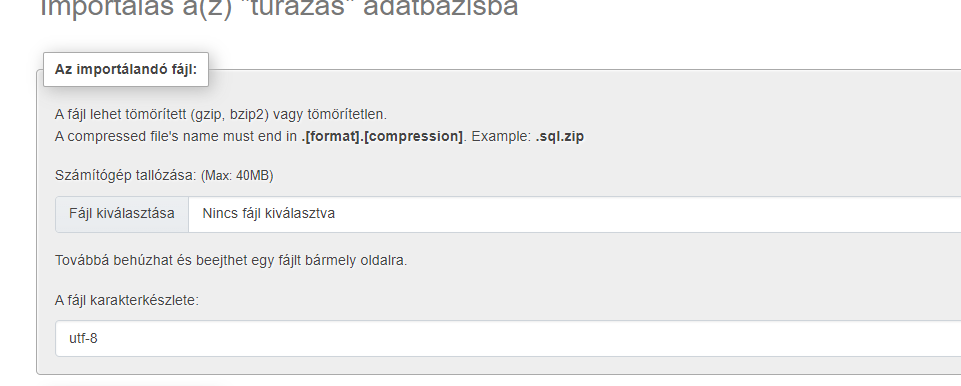 Importálás a(z) "túrázás" adatbázisba
Az importálandó fájl:
A fájl lehet tömörített (gzip, bzip2) vagy tömörítetlen.
A compressed file's name must end in .[format].[compression]. Example: .sql.zip
Számítógép tallózása: (Max: 40MB)
Fájl kiválasztása Nincs fájl kiválasztva
Továbbá behúzhat és beejthet egy fájlt bármely oldalra.
A fájl karakterkészlete:
utf-8